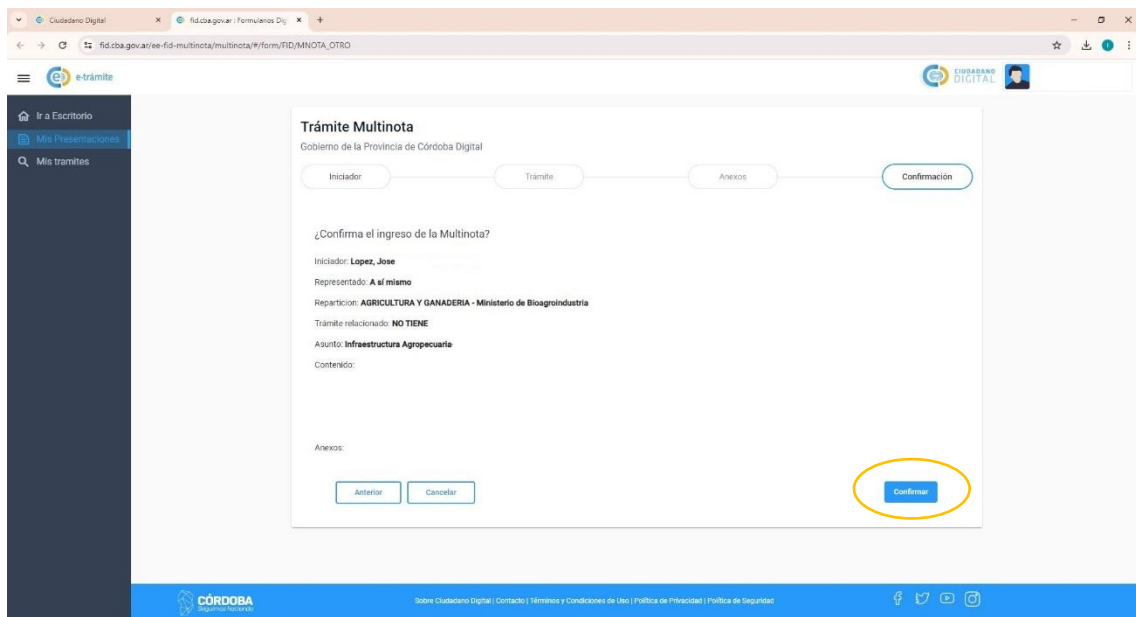 Ciudadano Digital
fid.cba.gov.ar | Formularios Dig
fid.cba.gov.ar/ee-fid-multinota/multinota/#/form/FID/MNOTA_OTRO
e-trámite
CIUDADANO
DIGITAL
Ir a Escritorio
Mis Presentaciones
Mis tramites
Trámite Multinota
Gobierno de la Provincia de Córdoba Digital
Iniciador
Trámite
Anexos
Confirmación
¿Confirma el ingreso de la Multinota?
Iniciador: Lopez, Jose
Representado: A sí mismo
Reparticion: AGRICULTURA Y GANADERIA - Ministerio de Bioagroindustria
Trámite relacionado: NO TIENE
Asunto: Infraestructura Agropecuaria
Contenido:
Anexos:
Anterior
Cancelar
Confirmar
CÓRDOBA
Seguimos haciendo
Sobre Ciudadano Digital | Contacto | Términos y Condiciones de Uso | Política de Privacidad | Política de Seguridad